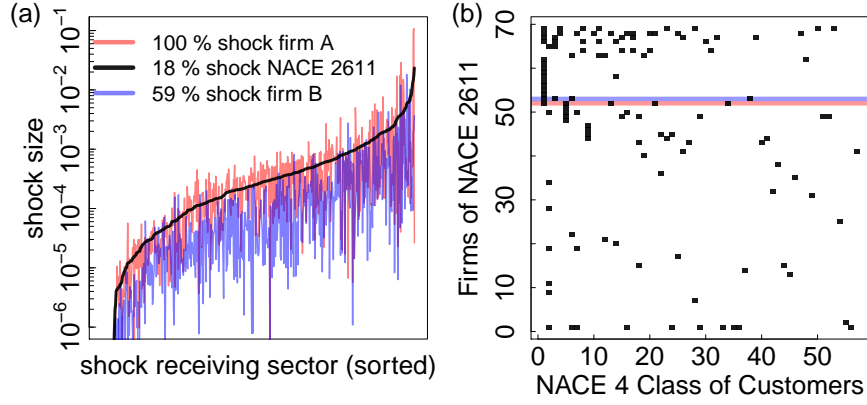 (a)
100 % shock firm A
18 % shock NACE 2611
59 % shock firm B
shock size
10⁻¹
10⁻²
10⁻³
10⁻⁴
10⁻⁵
10⁻⁶
shock receiving sector (sorted)
(b)
Firms of NACE 2611
70
50
30
10
0
0 10 20 30 40 50
NACE 4 Class of Customers